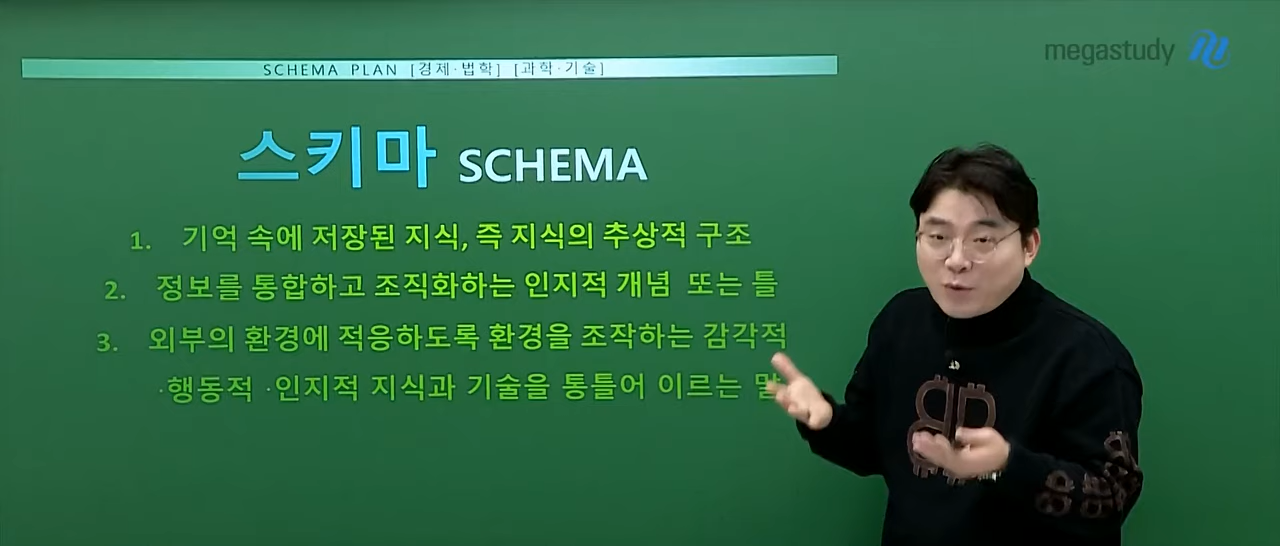 megastudy
SCHEMA PLAN [경제·법학] [과학·기술]
스키마 SCHEMA
1. 기억 속에 저장된 지식, 즉 지식의 추상적 구조
2. 정보를 통합하고 조직화하는 인지적 개념 또는 틀
3. 외부의 환경에 적응하도록 환경을 조작하는 감각적
·행동적 ·인지적 지식과 기술을 통틀어 이르는 말